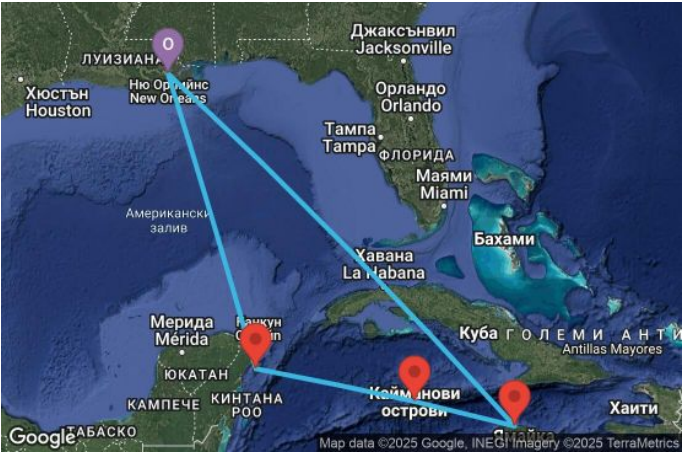 Джаксънвил
Jacksonville
ЛУИЗИАНА
O
Ню Орлийнс
New Orleans
Хюстън
Houston
Орландо
Orlando
Тампа
Tampa
ФЛОРИДА
Маями
Miami
Американски
залив
Бахами
Хавана
La Habana
Мерида
Mérida
Канкун
Куба
ГОЛЕМИ АНТИ
Antillas Mayores
ЮКАТАН
Кайманови
острови
КАМПЕЧЕ
КИНТАНА
РОО
Хаити
Ямайка
Google
ТАБАСКО
Map data ©2025 Google, INEGI Imagery ©2025 TerraMetrics